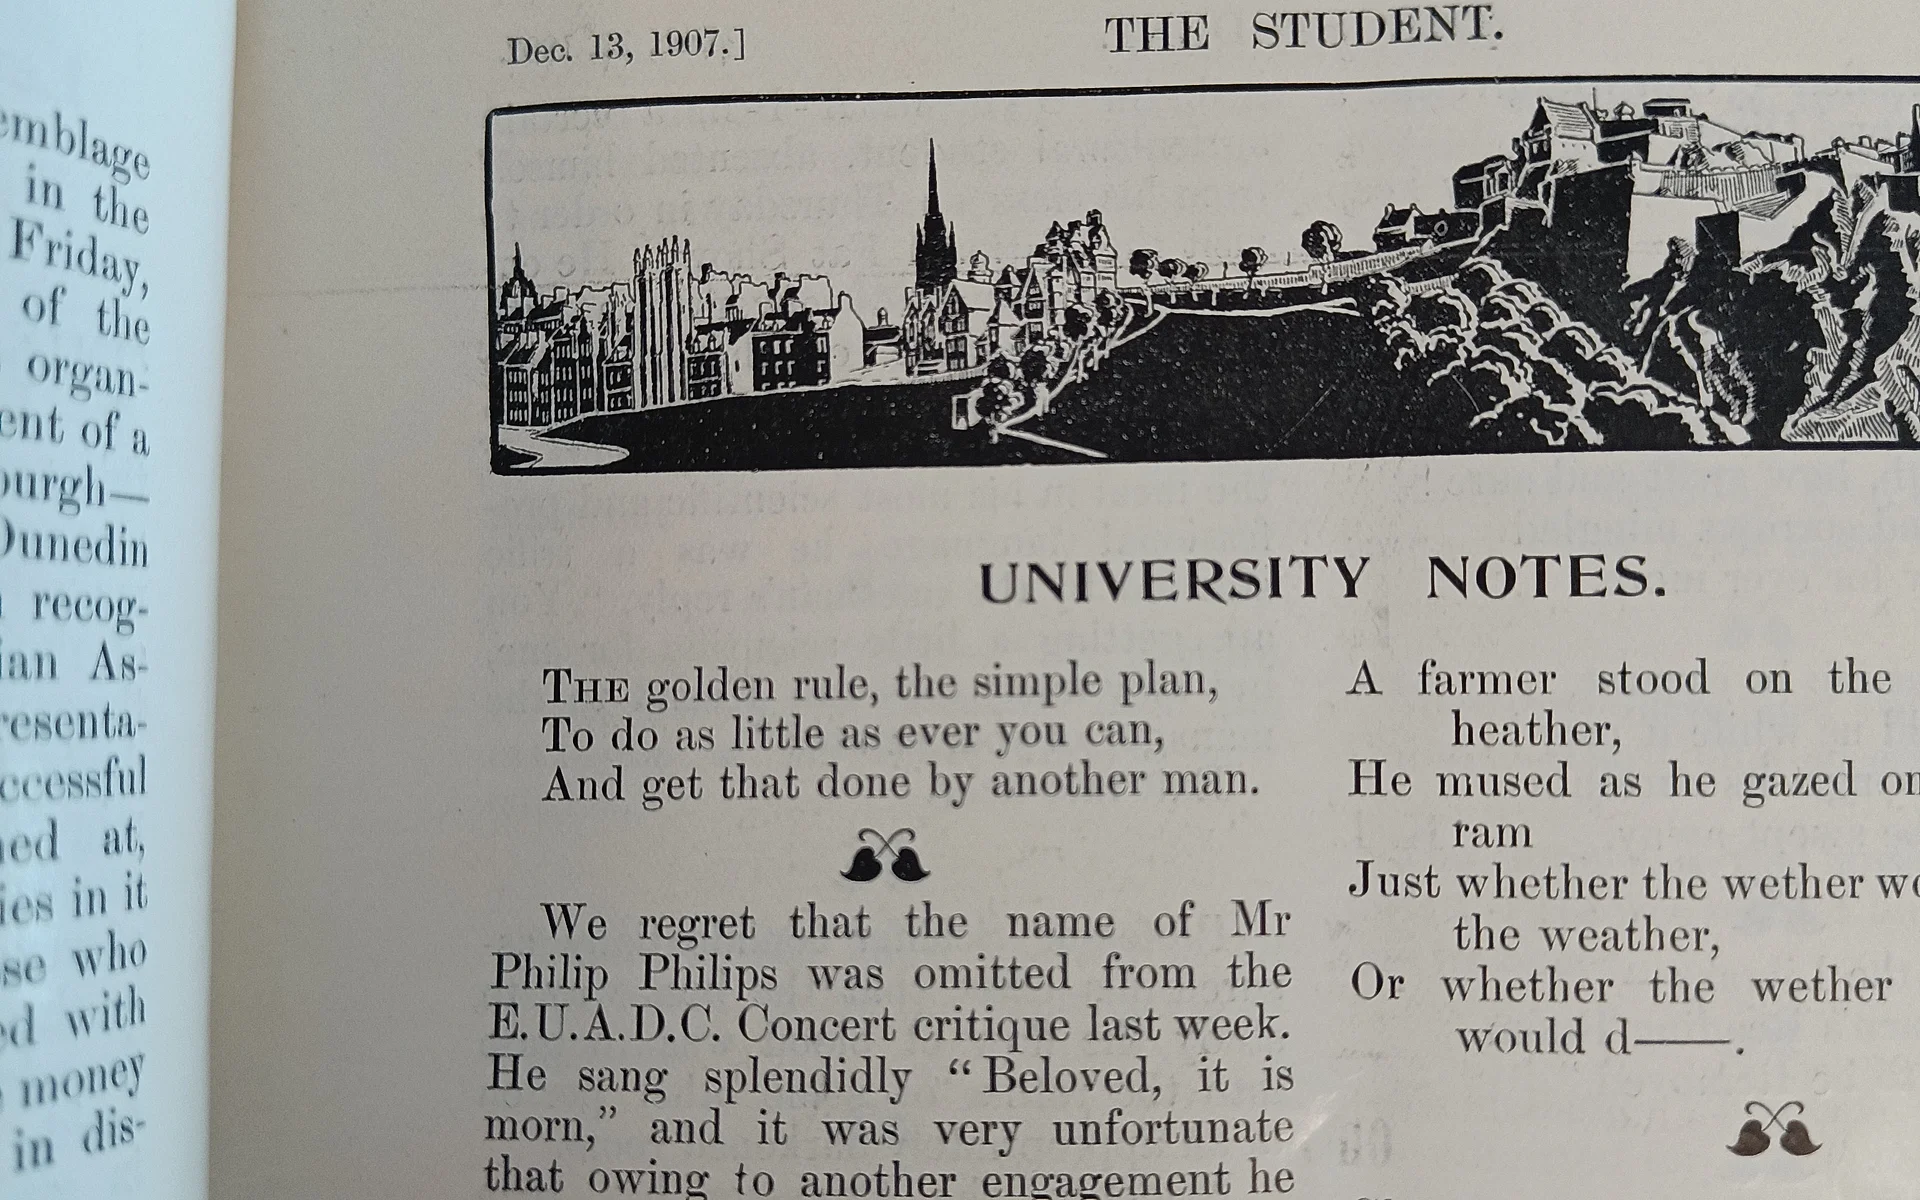 emblage
in the
Friday,
of the
organ-
ent of a
burgh—
Dunedin
recog-
ian As-
resenta-
ccessful
ned at,
ies in it
se who
ed with
money
in dis-
Dec. 13, 1907.]
THE STUDENT.
UNIVERSITY NOTES.
THE golden rule, the simple plan,
To do as little as ever you can,
And get that done by another man.
We regret that the name of Mr
Philip Philips was omitted from the
E.U.A.D.C. Concert critique last week.
He sang splendidly “Beloved, it is
morn,” and it was very unfortunate
that owing to another engagement he
A farmer stood on the
heather,
He mused as he gazed on
ram
Just whether the wether wo
the weather,
Or whether the wether
would d——.